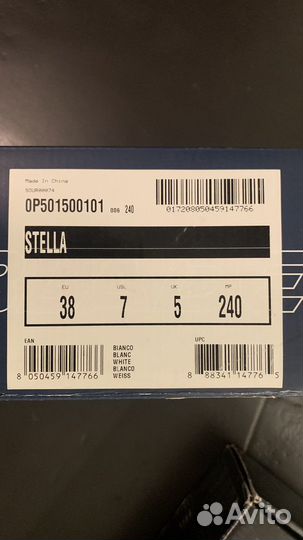 Made In China
SOUR00074
0P501500101 006 240
0172080504591477​66
STELLA
EU USL UK MP
38 7 5 240
EAN
UPC
BIANCO
BLANC
WHITE
BLANCO
WEISS
8 050459 147766
8 88341 14776 5
Avito